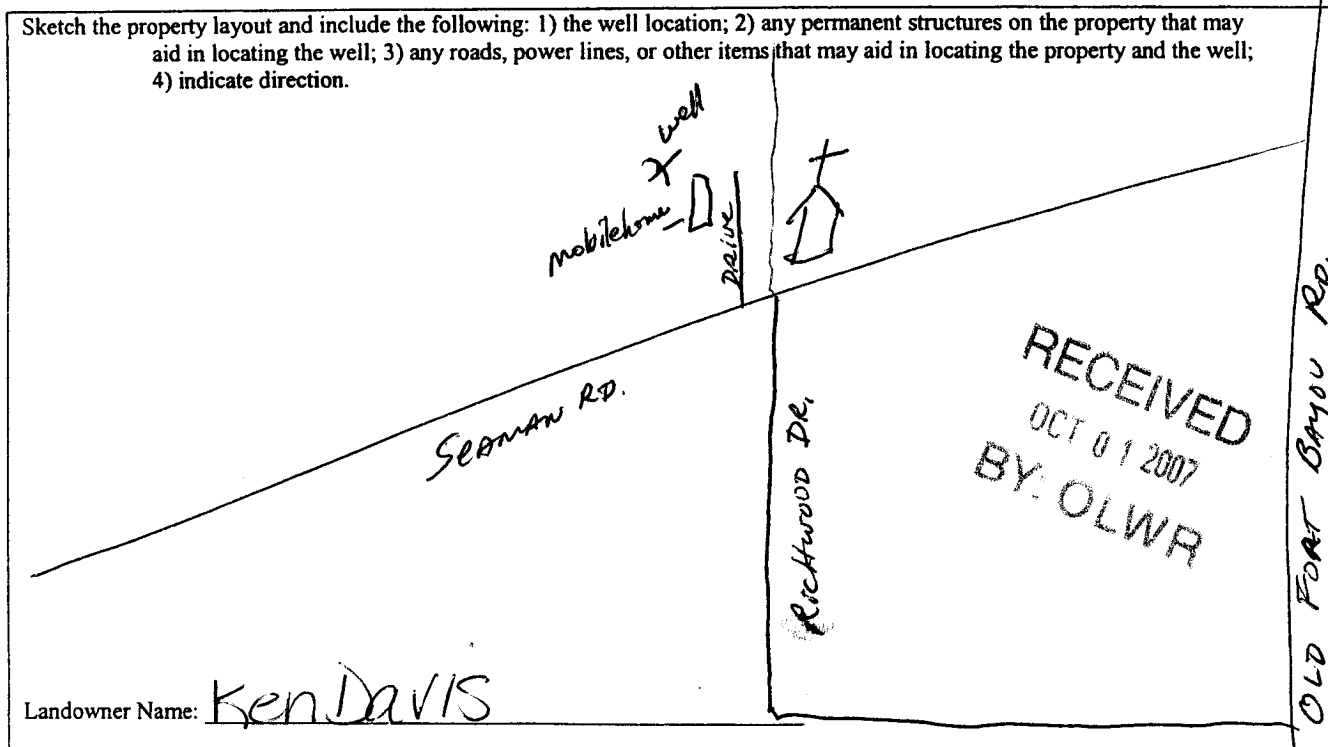 Sketch the property layout and include the following: 1) the well location; 2) any permanent structures on the property that may
aid in locating the well; 3) any roads, power lines, or other items that may aid in locating the property and the well;
4) indicate direction.
well
mobilehome
DRIVE
SEAMAN RD.
RICHWOOD DR.
OLD FORT BAYOU RD.
RECEIVED
OCT 01 2007
BY: OLWR
Landowner Name: Ken Davis